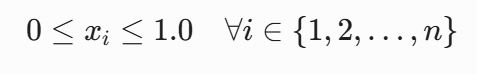 0 ≤ xᵢ ≤ 1.0 ∀i ∈ {1, 2, . . . , n}